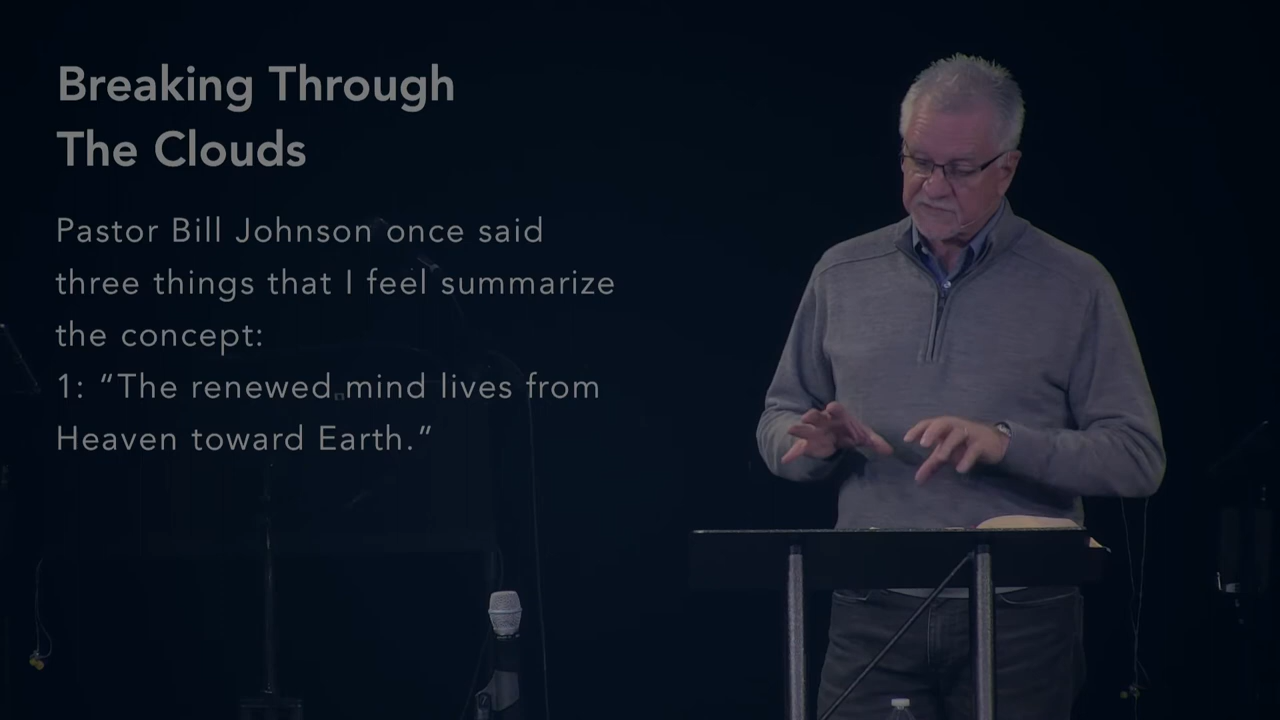 Breaking Through
The Clouds
Pastor Bill Johnson once said
three things that I feel summarize
the concept:
1: “The renewed mind lives from
Heaven toward Earth.”